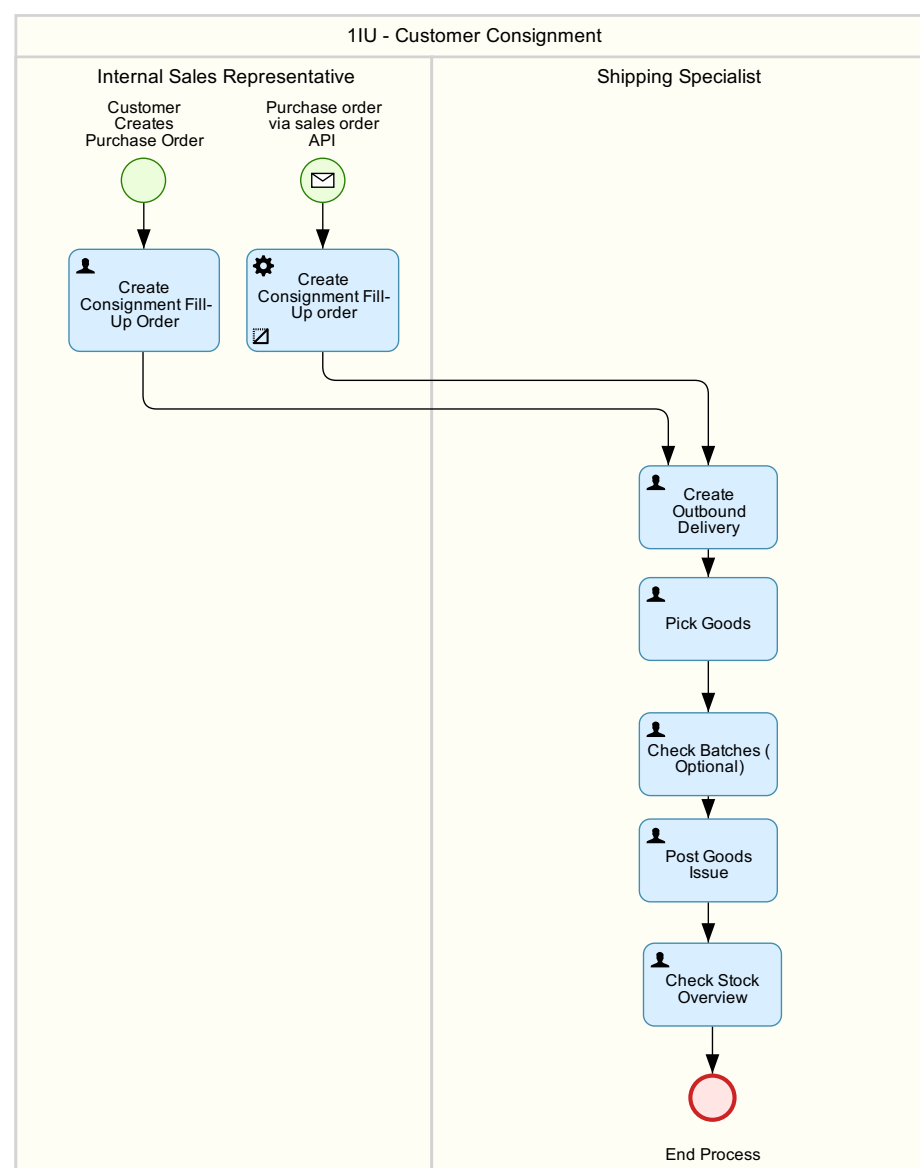 1IU - Customer Consignment
Internal Sales Representative
Shipping Specialist
Customer
Creates
Purchase Order
Purchase order
via sales order
API
Create
Consignment Fill-
Up Order
Create
Consignment Fill-
Up order
Create
Outbound
Delivery
Pick Goods
Check Batches (
Optional)
Post Goods
Issue
Check Stock
Overview
End Process